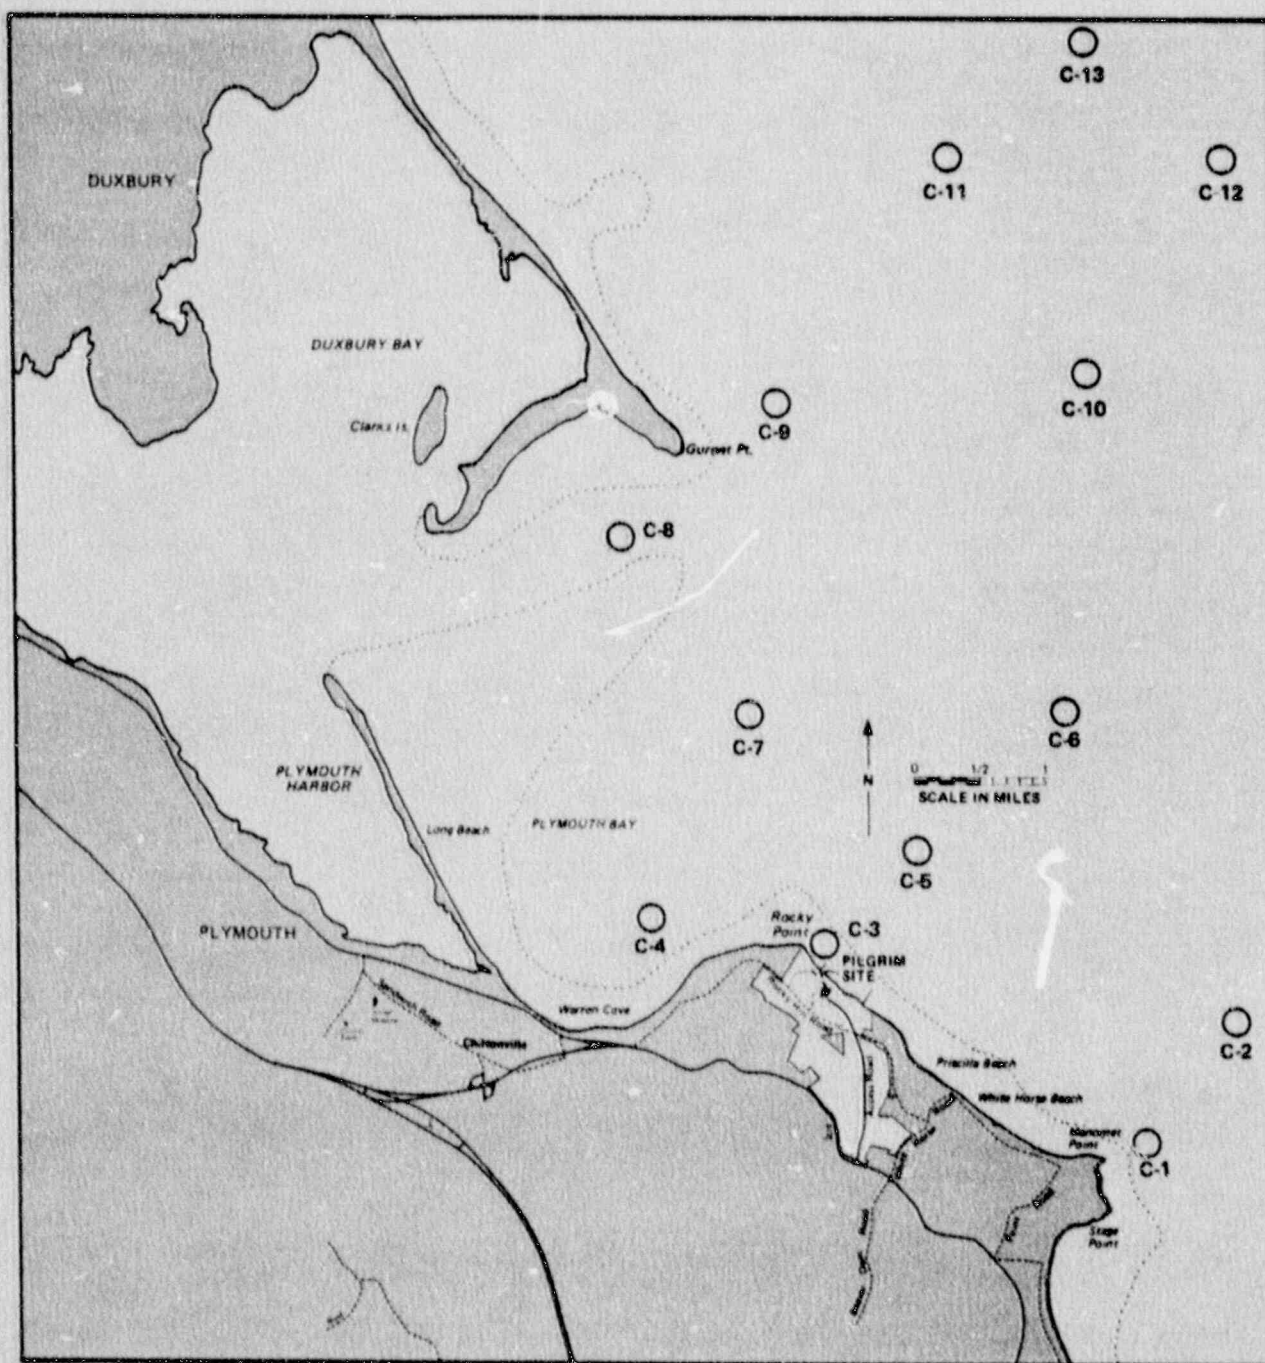 C-13
C-11
C-12
DUXBURY
DUXBURY BAY
Clarks Is.
C-10
C-9
Gurnet Pt.
C-8
C-7
C-6
N
0 1/2 1
SCALE IN MILES
PLYMOUTH
HARBOR
Long Beach
PLYMOUTH BAY
C-5
C-4
Rocky
Point
C-3
PILGRIM
SITE
PLYMOUTH
Warren Cove
Sandwich Road
Chiltonville
C-2
Priscilla Beach
White Horse Beach
Manomet
Point
C-1
Stage
Point